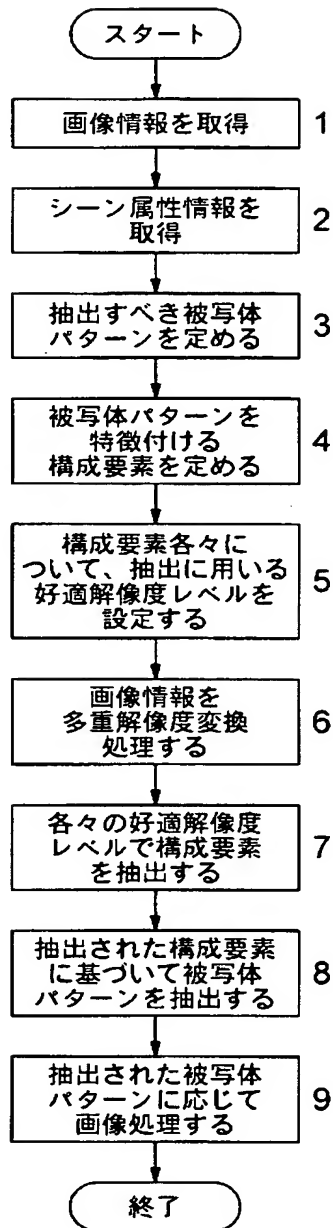 スタート
画像情報を取得
1
シーン属性情報を
取得
2
抽出すべき被写体
パターンを定める
3
被写体パターンを
特徴付ける
構成要素を定める
4
構成要素各々に
ついて、抽出に用いる
好適解像度レベルを
設定する
5
画像情報を
多重解像度変換
処理する
6
各々の好適解像度
レベルで構成要素
を抽出する
7
抽出された構成要素
に基づいて被写体
パターンを抽出する
8
抽出された被写体
パターンに応じて
画像処理する
9
終了